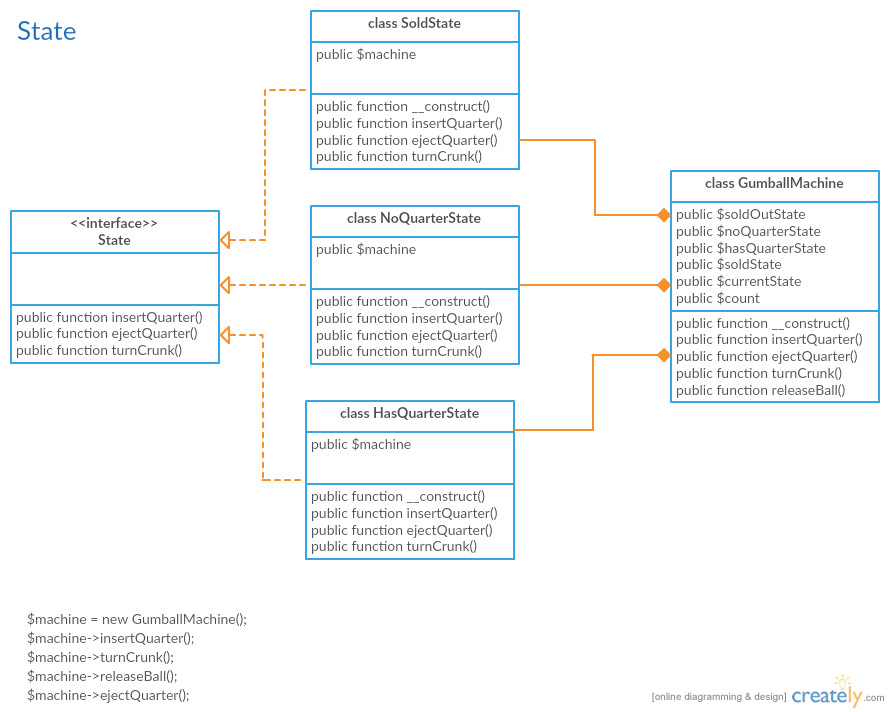 State
class SoldState
public $machine
public function __construct()
public function insertQuarter()
public function ejectQuarter()
public function turnCrunk()
<<interface>>
State
public function insertQuarter()
public function ejectQuarter()
public function turnCrunk()
class NoQuarterState
public $machine
public function __construct()
public function insertQuarter()
public function ejectQuarter()
public function turnCrunk()
class GumballMachine
public $soldOutState
public $noQuarterState
public $hasQuarterState
public $soldState
public $currentState
public $count
public function __construct()
public function insertQuarter()
public function ejectQuarter()
public function turnCrunk()
public function releaseBall()
class HasQuarterState
public $machine
public function __construct()
public function insertQuarter()
public function ejectQuarter()
public function turnCrunk()
$machine = new GumballMachine();
$machine->insertQuarter();
$machine->turnCrunk();
$machine->releaseBall();
$machine->ejectQuarter();
[online diagramming & design] creately.com